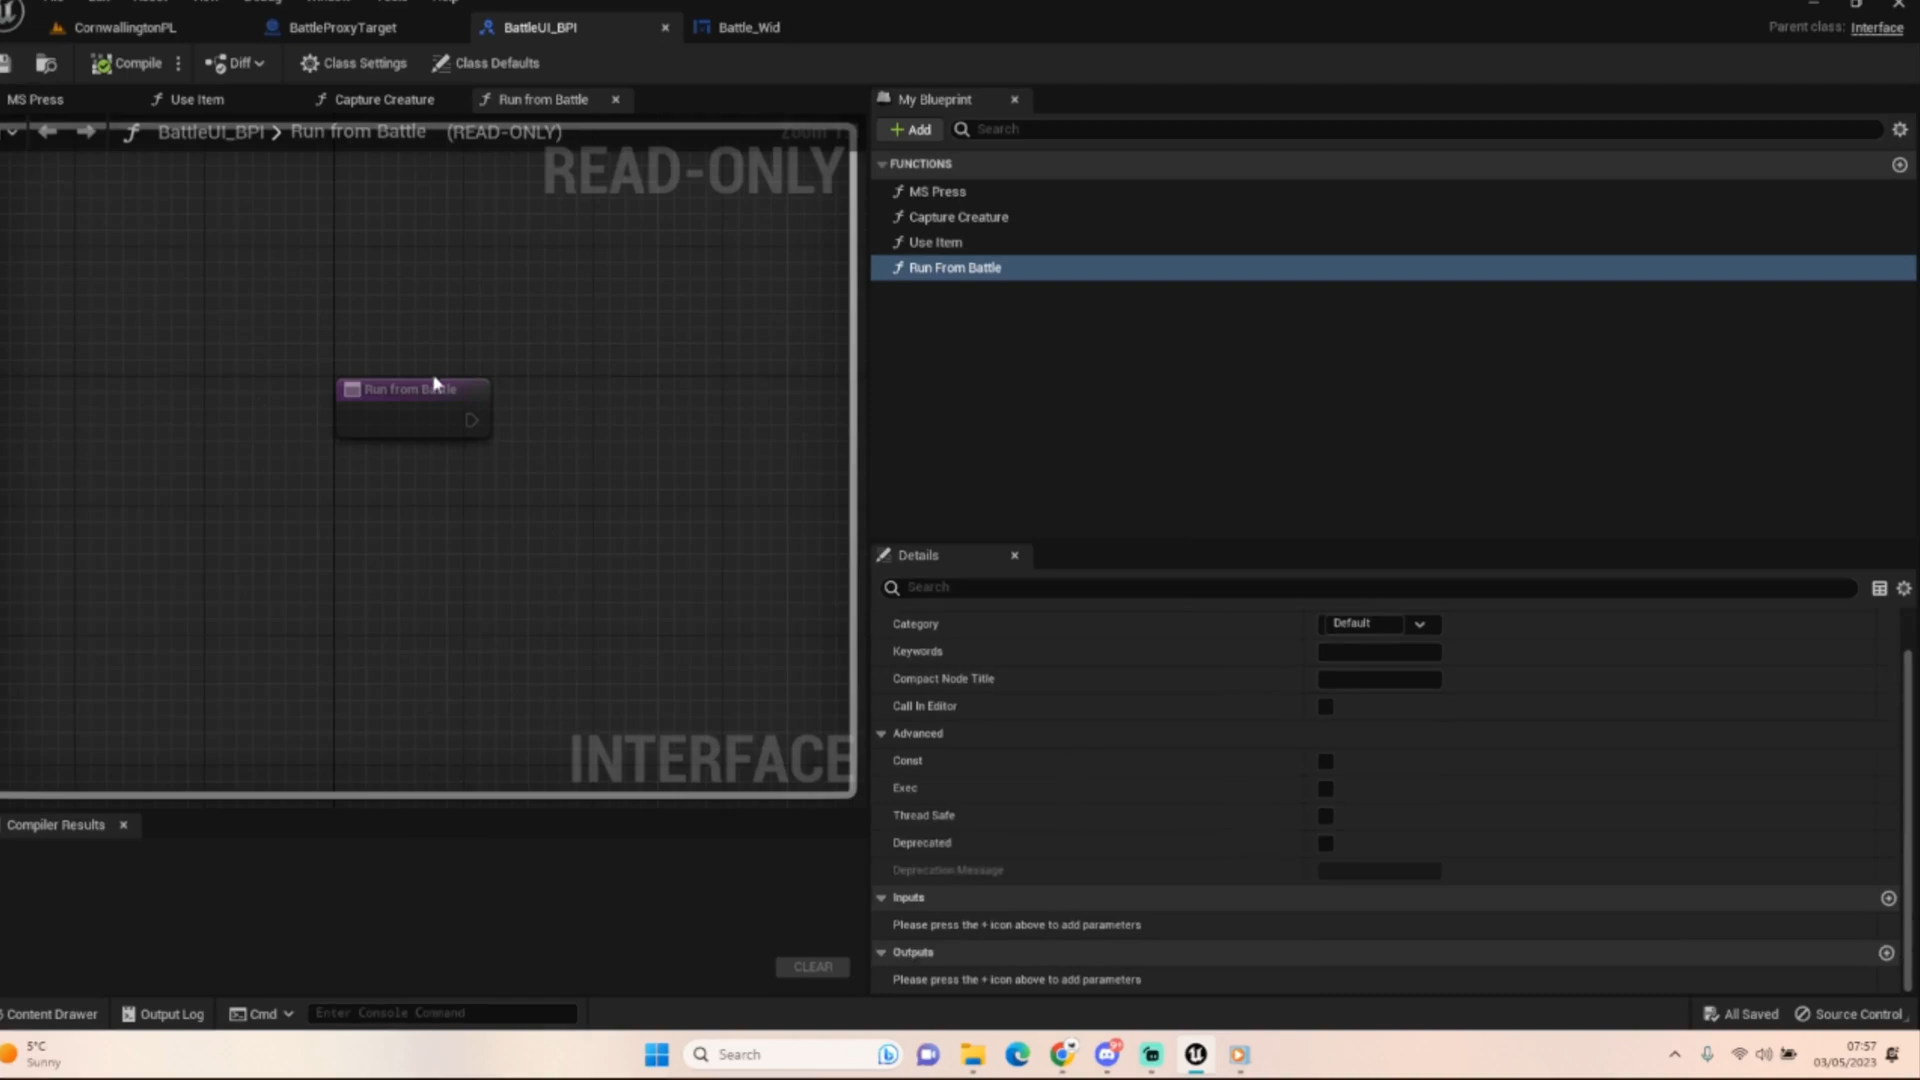 CornwallingtonPL BattleProxyTarget BattleUI_BPI Battle_Wid Parent class: Interface
Compile Diff Class Settings Class Defaults
MS Press Use Item Capture Creature Run from Battle My Blueprint
BattleUI_BPI Run from Battle (READ-ONLY)
READ-ONLY
Add Search
FUNCTIONS
MS Press
Capture Creature
Use Item
Run From Battle
Run from Battle
INTERFACE
Details
Search
Category Default
Keywords
Compact Node Title
Call In Editor
Advanced
Const
Exec
Thread Safe
Deprecated
Deprecation Message
Inputs
Please press the + icon above to add parameters
Outputs
Please press the + icon above to add parameters
Compiler Results
CLEAR
Content Drawer Output Log Cmd Enter Console Command All Saved Source Control
5°C
Sunny
Search
07:57
03/05/2023